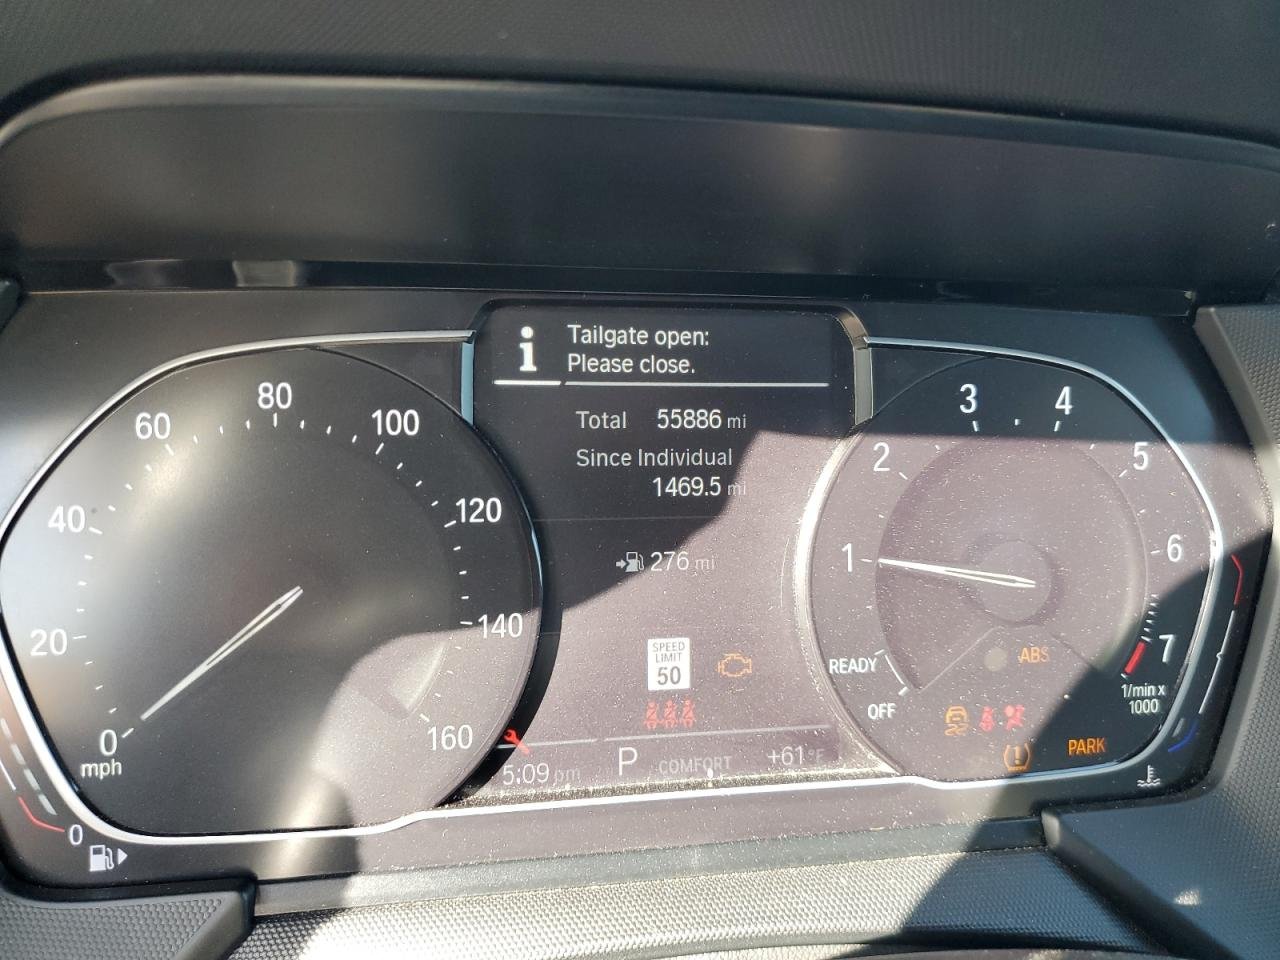 Tailgate open:
Please close.
Total 55886 mi
Since Individual
1469.5 mi
276 mi
SPEED
LIMIT
50
5:09 pm
P
COMFORT
+61°F
0
20
40
60
80
100
120
140
160
mph
0
1
2
3
4
5
6
7
1/min x
1000
READY
OFF
ABS
PARK